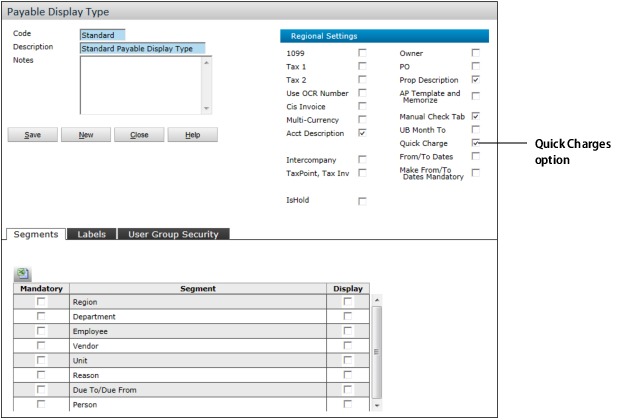 Payable Display Type
Code
Standard
Description
Standard Payable Display Type
Notes
Save
New
Close
Help
Regional Settings
1099
Tax 1
Tax 2
Use OCR Number
Cis Invoice
Multi-Currency
Acct Description
Intercompany
TaxPoint, Tax Inv
IsHold
Owner
PO
Prop Description
AP Template and
Memorize
Manual Check Tab
UB Month To
Quick Charge
From/To Dates
Make From/To
Dates Mandatory
Quick Charges
option
Segments Labels User Group Security
Mandatory Segment Display
Region
Department
Employee
Vendor
Unit
Reason
Due To/Due From
Person